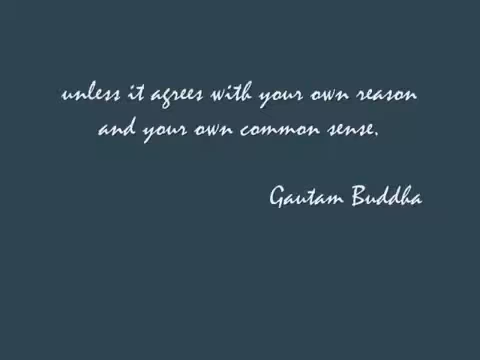 unless it agrees with your own reason
and your own common sense.
Gautam Buddha